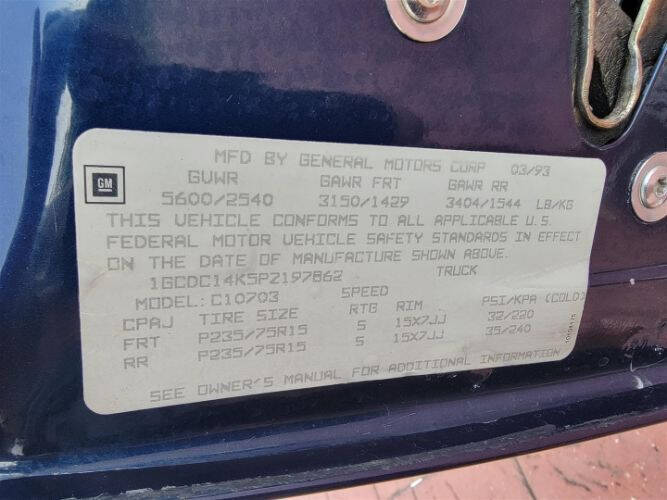 MFD BY GENERAL MOTORS CORP 03/93
GM
GVWR GAWR FRT GAWR RR
5600/2540 3150/1429 3404/1544 LB/KG
THIS VEHICLE CONFORMS TO ALL APPLICABLE U.S.
FEDERAL MOTOR VEHICLE SAFETY STANDARDS IN EFFECT
ON THE DATE OF MANUFACTURE SHOWN ABOVE.
1GCDC14K5PZ197862 TRUCK
MODEL: C10703 SPEED
CPAJ TIRE SIZE RTG RIM PSI/KPA (COLD)
FRT P235/75R15 S 15X7JJ 32/220
RR P235/75R15 S 15X7JJ 35/240
SEE OWNER'S MANUAL FOR ADDITIONAL INFORMATION